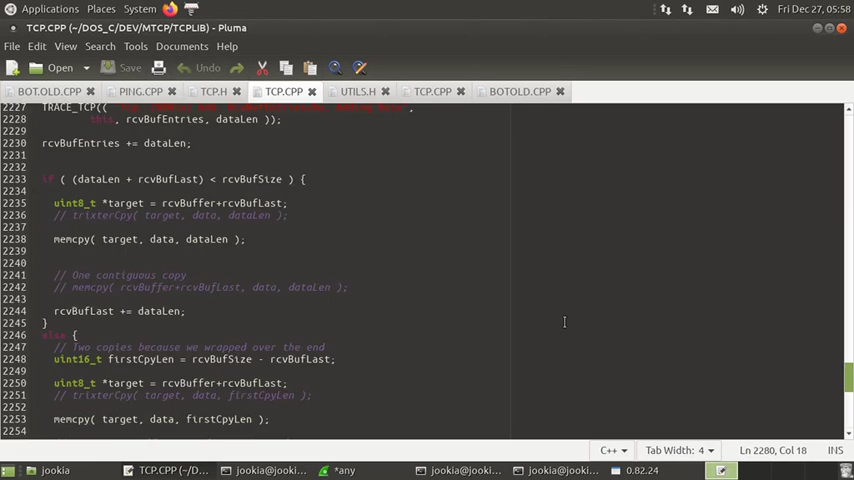 Applications Places System Fri Dec 27, 05:58
TCP.CPP (~/DOS_C/DEV/MTCP/TCPLIB) - Pluma
File Edit View Search Tools Documents Help
Open Save Undo
BOT.OLD.CPP PING.CPP TCP.H TCP.CPP UTILS.H TCP.CPP BOTOLD.CPP
2227 TRACE_TCP((
2228 this, rcvBufEntries, dataLen ));
2229
2230 rcvBufEntries += dataLen;
2231
2232
2233 if ( (dataLen + rcvBufLast) < rcvBufSize ) {
2234
2235 uint8_t *target = rcvBuffer+rcvBufLast;
2236 // trixterCpy( target, data, dataLen );
2237
2238 memcpy( target, data, dataLen );
2239
2240
2241 // One contiguous copy
2242 // memcpy( rcvBuffer+rcvBufLast, data, dataLen );
2243
2244 rcvBufLast += dataLen;
2245 }
2246 else {
2247 // Two copies because we wrapped over the end
2248 uint16_t firstCpyLen = rcvBufSize - rcvBufLast;
2249
2250 uint8_t *target = rcvBuffer+rcvBufLast;
2251 // trixterCpy( target, data, firstCpyLen );
2252
2253 memcpy( target, data, firstCpyLen );
2254
C++ Tab Width: 4 Ln 2280, Col 18 INS
jookia TCP.CPP (~/D... jookia@jooki... *any jookia@jooki... jookia@jooki... 0.82.24